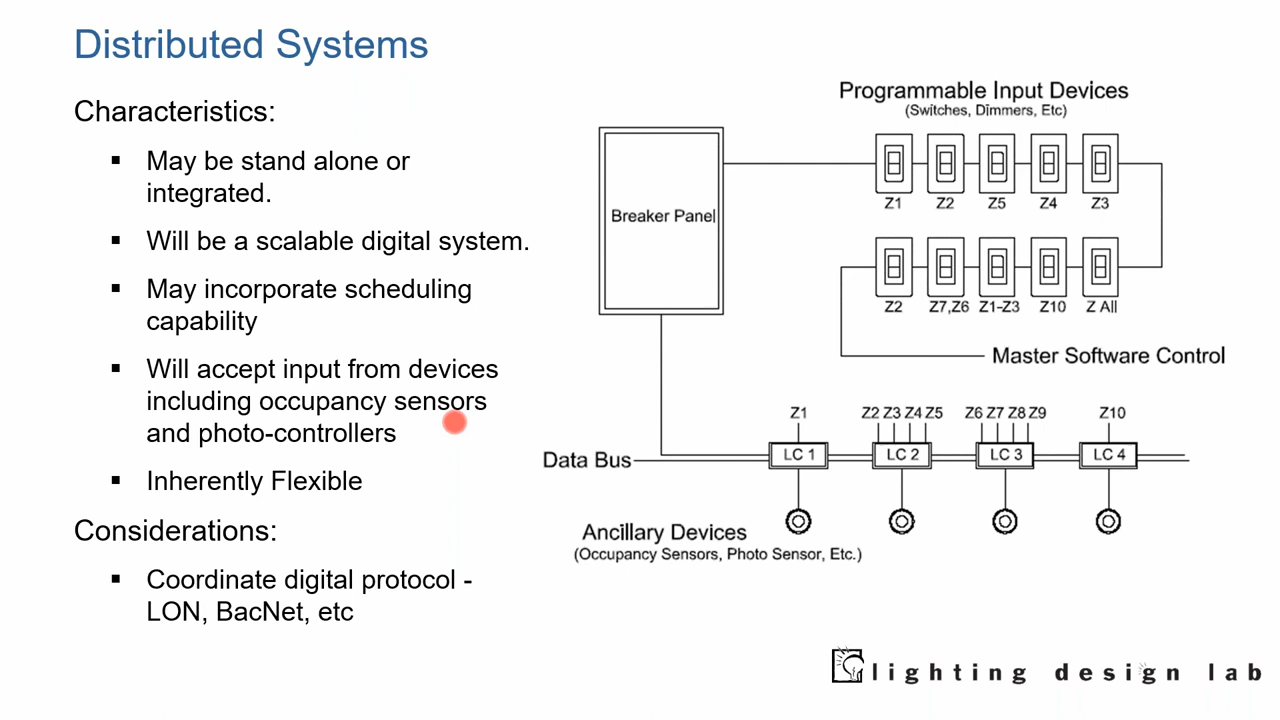 Distributed Systems
Characteristics:
▪ May be stand alone or
integrated.
▪ Will be a scalable digital system.
▪ May incorporate scheduling
capability
▪ Will accept input from devices
including occupancy sensors
and photo-controllers
▪ Inherently Flexible
Considerations:
▪ Coordinate digital protocol -
LON, BacNet, etc
Programmable Input Devices
(Switches, Dimmers, Etc)
Breaker Panel
Z1 Z2 Z5 Z4 Z3
Z2 Z7,Z6 Z1-Z3 Z10 Z All
Master Software Control
Z1 Z2 Z3 Z4 Z5 Z6 Z7 Z8 Z9 Z10
Data Bus LC 1 LC 2 LC 3 LC 4
Ancillary Devices
(Occupancy Sensors, Photo Sensor, Etc.)
lighting design lab